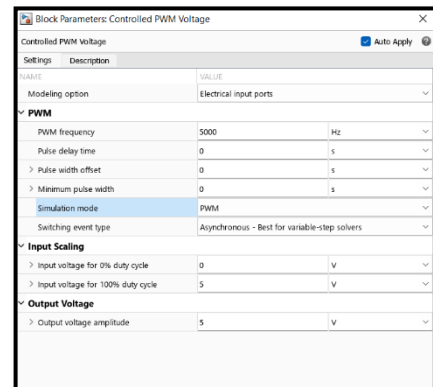 Block Parameters: Controlled PWM Voltage
Controlled PWM Voltage Auto Apply
Settings Description
NAME VALUE
Modeling option Electrical input ports
PWM
PWM frequency 5000 Hz
Pulse delay time 0 s
Pulse width offset 0 s
Minimum pulse width 0 s
Simulation mode PWM
Switching event type Asynchronous - Best for variable-step solvers
Input Scaling
Input voltage for 0% duty cycle 0 V
Input voltage for 100% duty cycle 5 V
Output Voltage
Output voltage amplitude 5 V